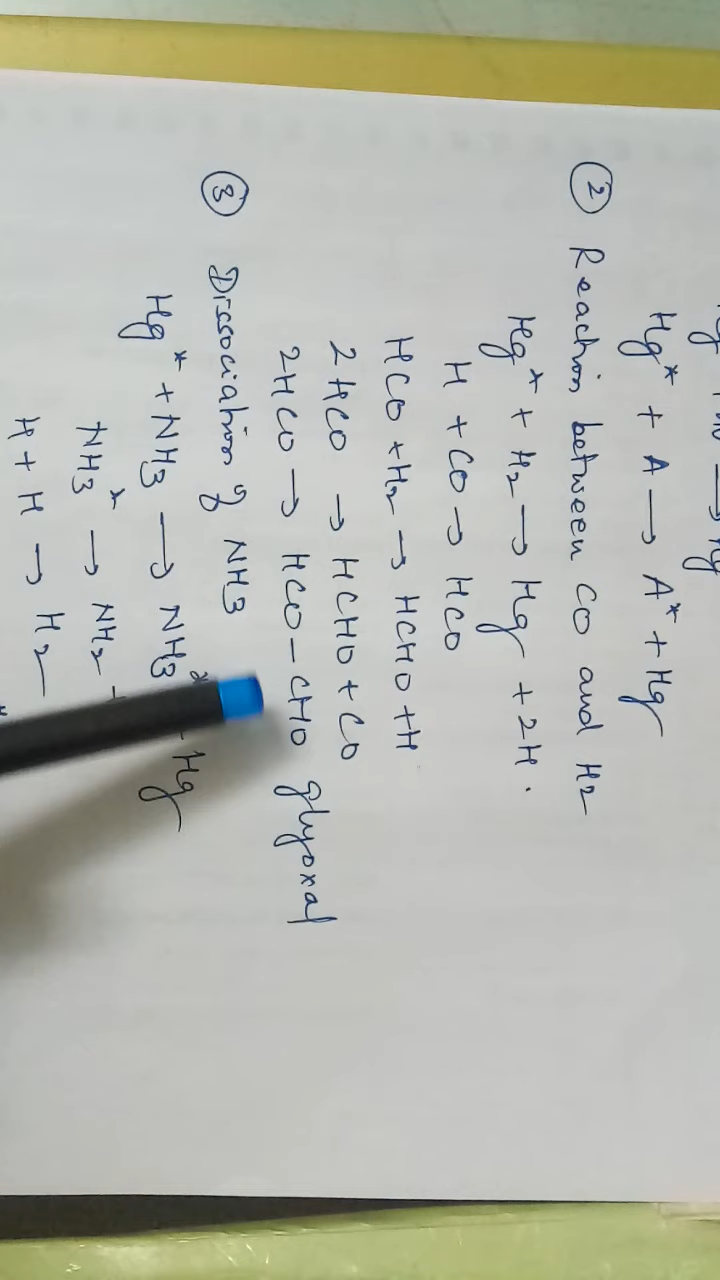 Hg* + A → A* + Hg
② Reaction between CO and H2
Hg* + H2 → Hg + 2H.
H + CO → HCO
HCO + H2 → HCHO + H
2 HCO → HCHO + CO
2HCO → HCO – CHO glyoxal
③ Dissociation of NH3
Hg* + NH3 → NH3* + Hg
NH3* → NH2 +
H + H → H2